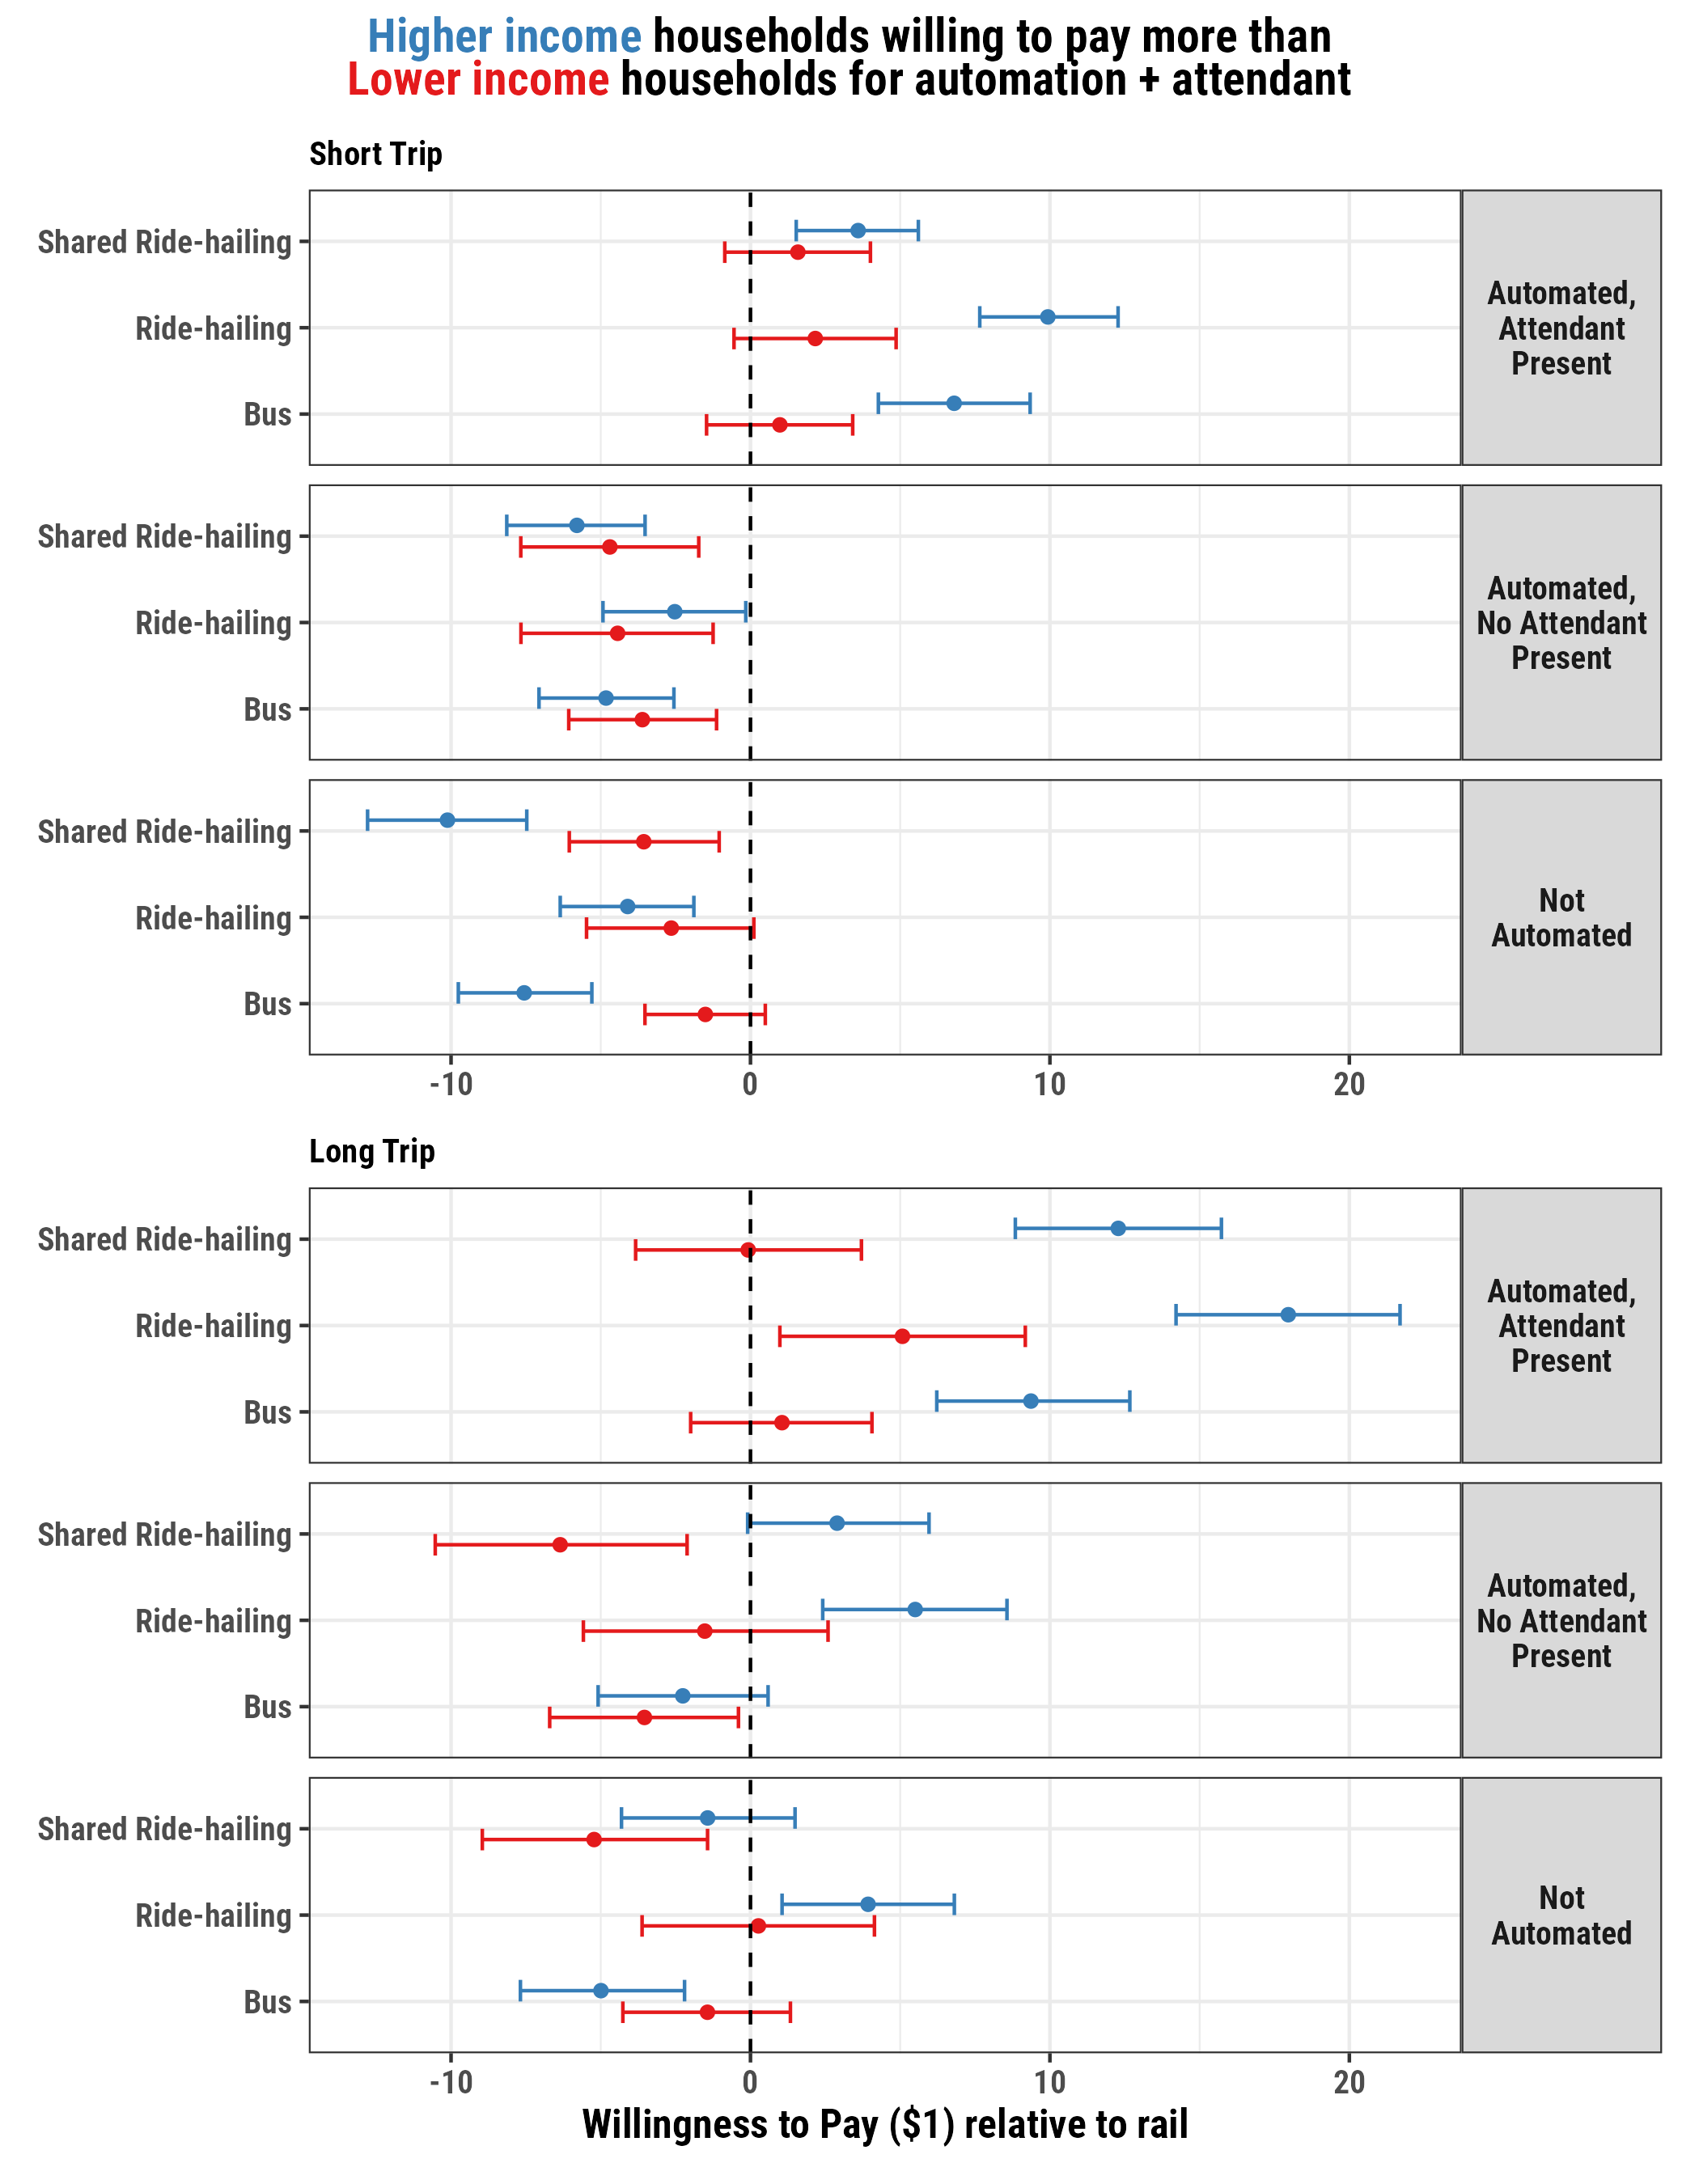 Higher income households willing to pay more than
Lower income households for automation + attendant
Short Trip
Shared Ride-hailing
Ride-hailing
Bus
Automated,
Attendant
Present
Shared Ride-hailing
Ride-hailing
Bus
Automated,
No Attendant
Present
Shared Ride-hailing
Ride-hailing
Bus
Not
Automated
-10 0 10 20
Long Trip
Shared Ride-hailing
Ride-hailing
Bus
Automated,
Attendant
Present
Shared Ride-hailing
Ride-hailing
Bus
Automated,
No Attendant
Present
Shared Ride-hailing
Ride-hailing
Bus
Not
Automated
-10 0 10 20
Willingness to Pay ($1) relative to rail